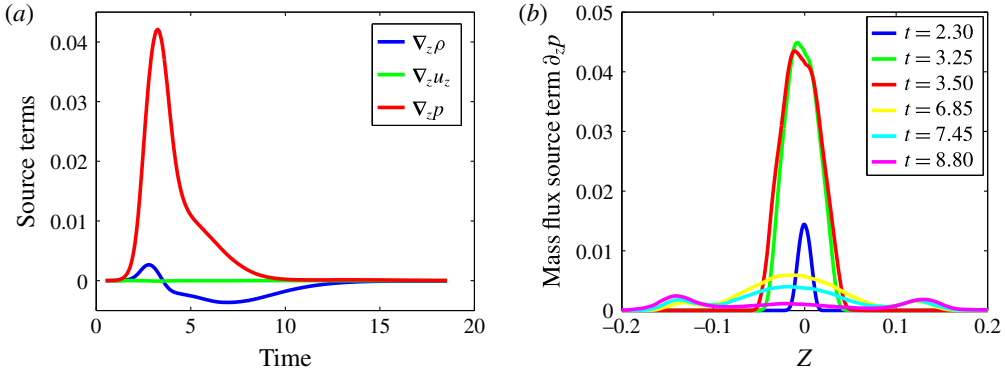 (a)
Source terms
0.04
0.03
0.02
0.01
0
0
5
10
15
20
Time
∇zρ
∇zuz
∇zp
(b)
Mass flux source term ∂zp
0.05
0.04
0.03
0.02
0.01
0
−0.2
−0.1
0
0.1
0.2
Z
t = 2.30
t = 3.25
t = 3.50
t = 6.85
t = 7.45
t = 8.80